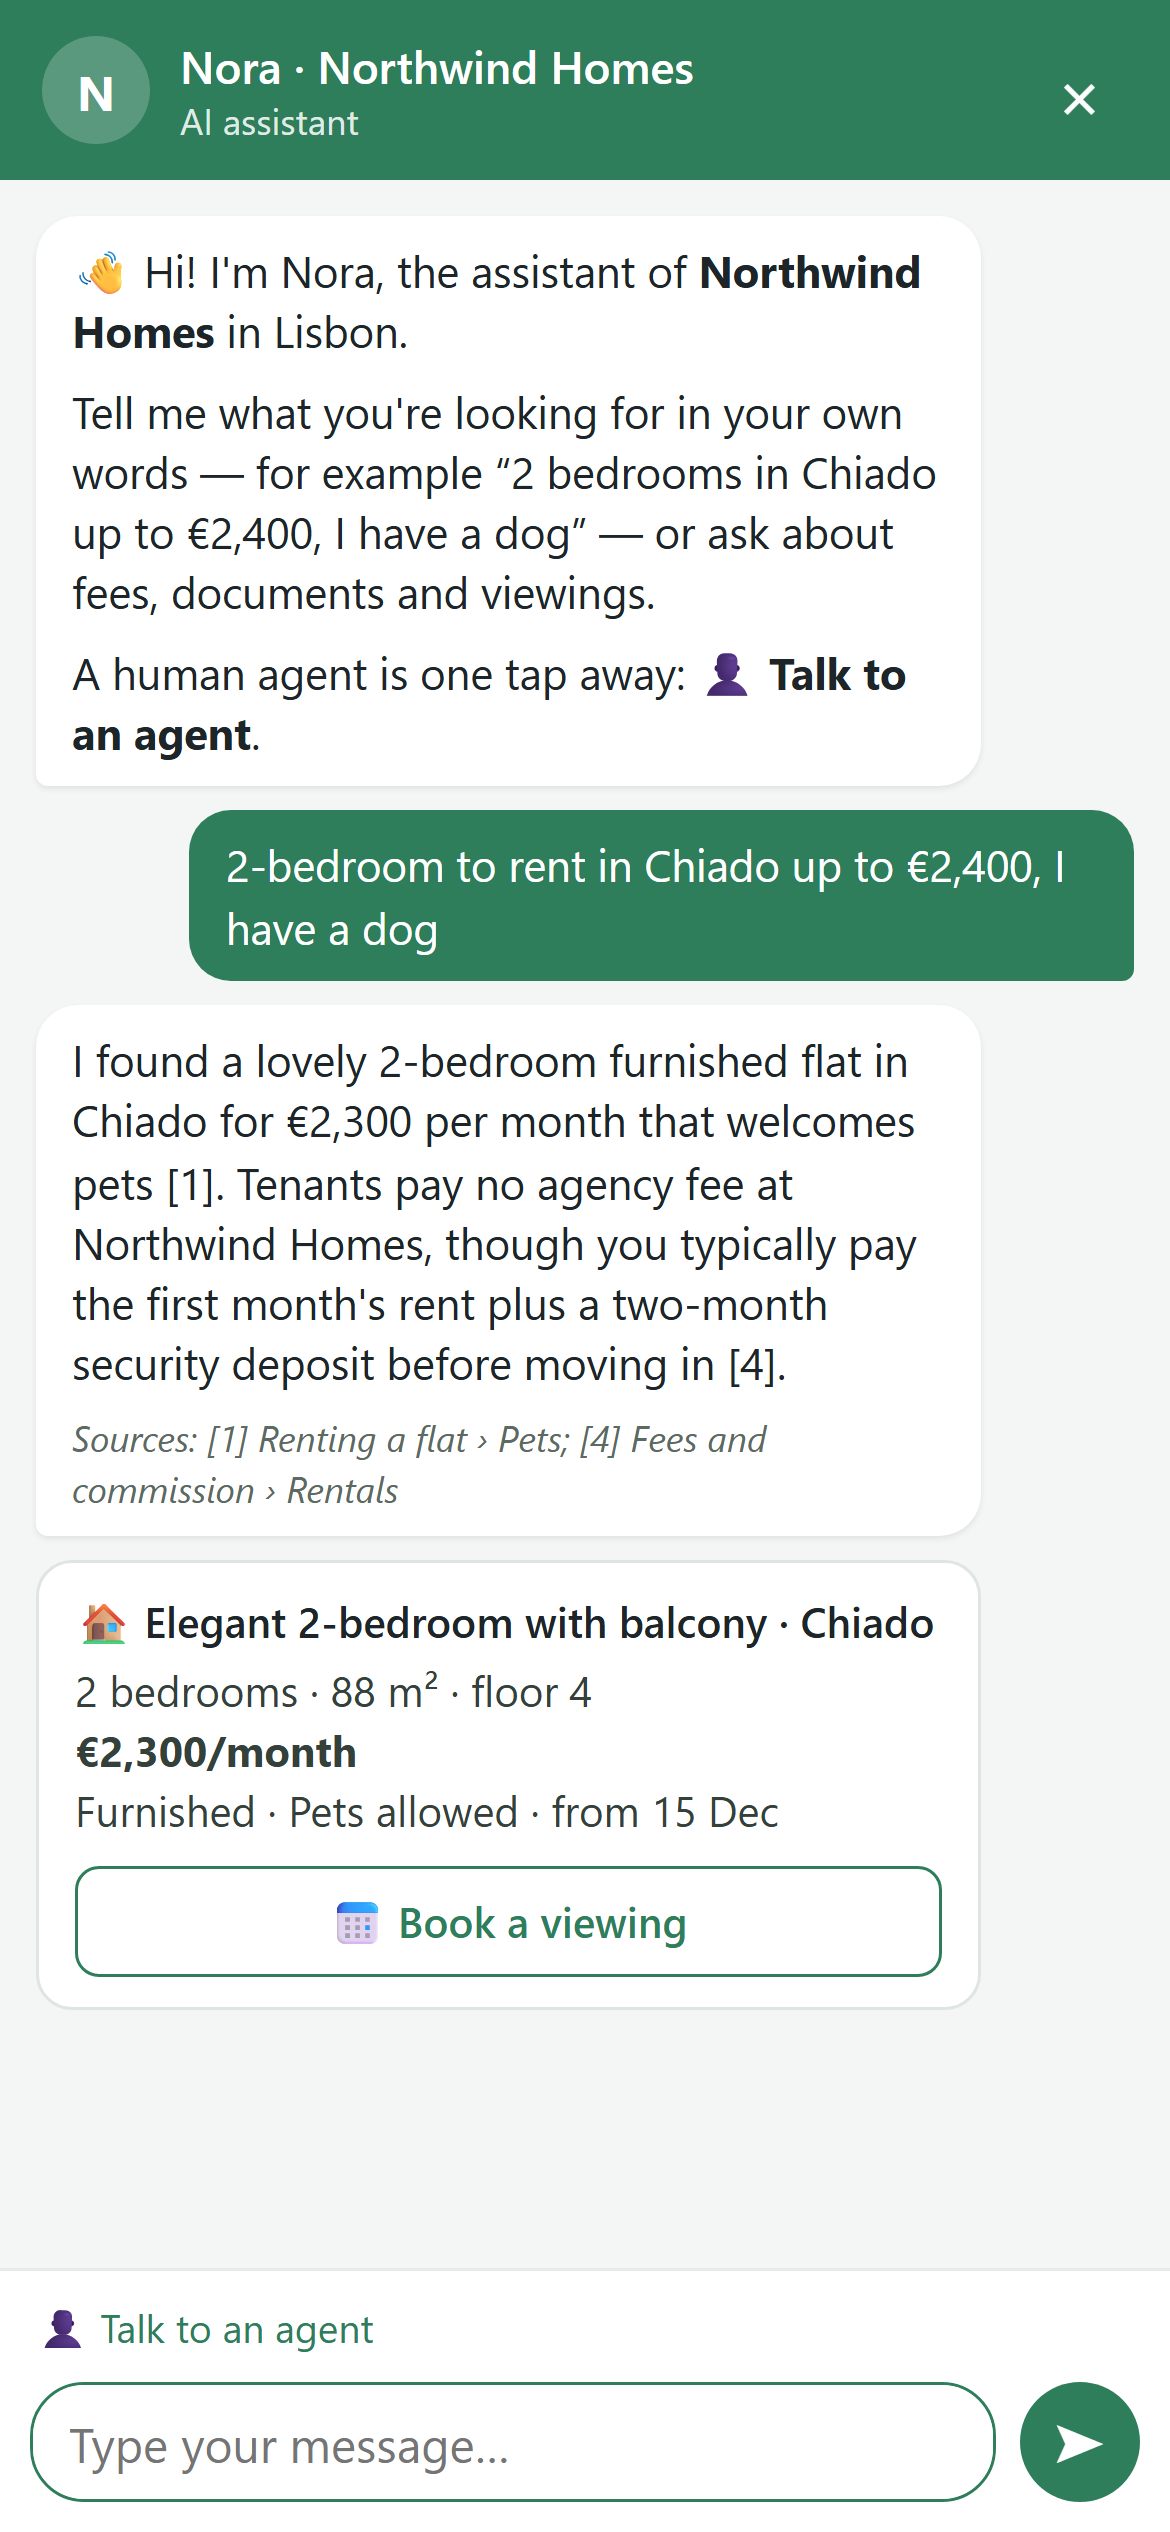 N
Nora · Northwind Homes
AI assistant
👋 Hi! I'm Nora, the assistant of Northwind
Homes in Lisbon.
Tell me what you're looking for in your own
words — for example “2 bedrooms in Chiado
up to €2,400, I have a dog” — or ask about
fees, documents and viewings.
A human agent is one tap away: 👤 Talk to
an agent.
2-bedroom to rent in Chiado up to €2,400, I
have a dog
I found a lovely 2-bedroom furnished flat in
Chiado for €2,300 per month that welcomes
pets [1]. Tenants pay no agency fee at
Northwind Homes, though you typically pay
the first month's rent plus a two-month
security deposit before moving in [4].
Sources: [1] Renting a flat › Pets; [4] Fees and
commission › Rentals
🏠 Elegant 2-bedroom with balcony · Chiado
2 bedrooms · 88 m² · floor 4
€2,300/month
Furnished · Pets allowed · from 15 Dec
Book a viewing
👤 Talk to an agent
Type your message...